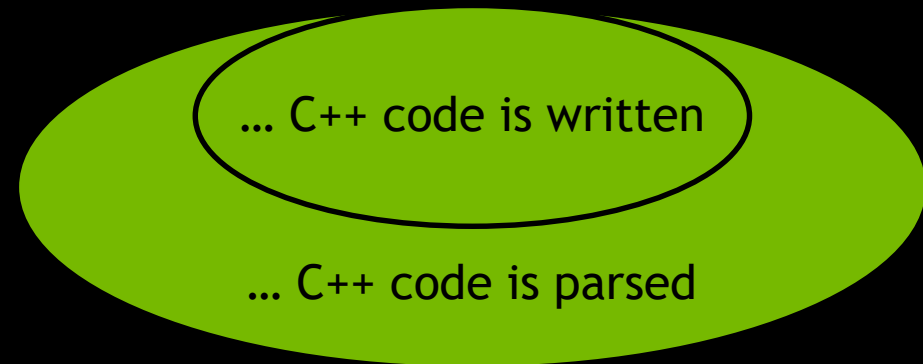 … C++ code is written
… C++ code is parsed